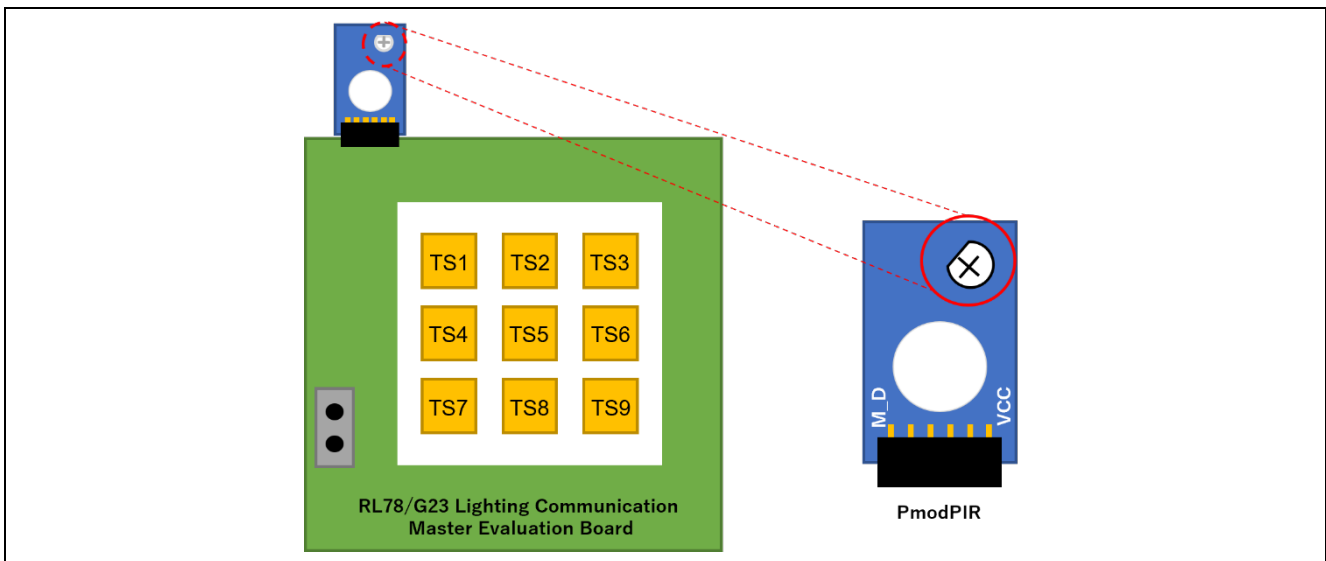 TS1 TS2 TS3
TS4 TS5 TS6
TS7 TS8 TS9
RL78/G23 Lighting Communication
Master Evaluation Board
M_D
VCC
PmodPIR